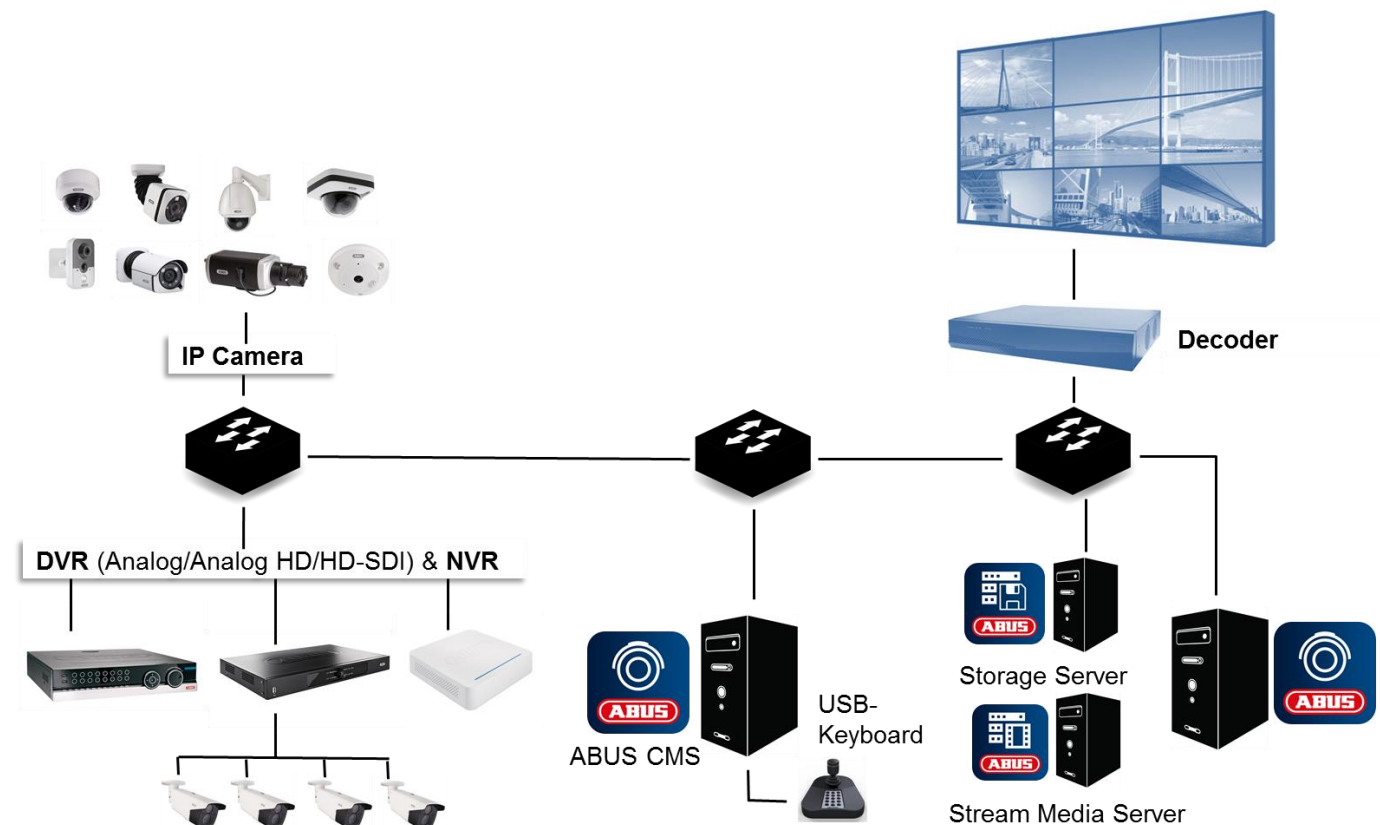 IP Camera
Decoder
DVR (Analog/Analog HD/HD-SDI) & NVR
ABUS
ABUS CMS
USB-
Keyboard
ABUS
Storage Server
ABUS
Stream Media Server
ABUS